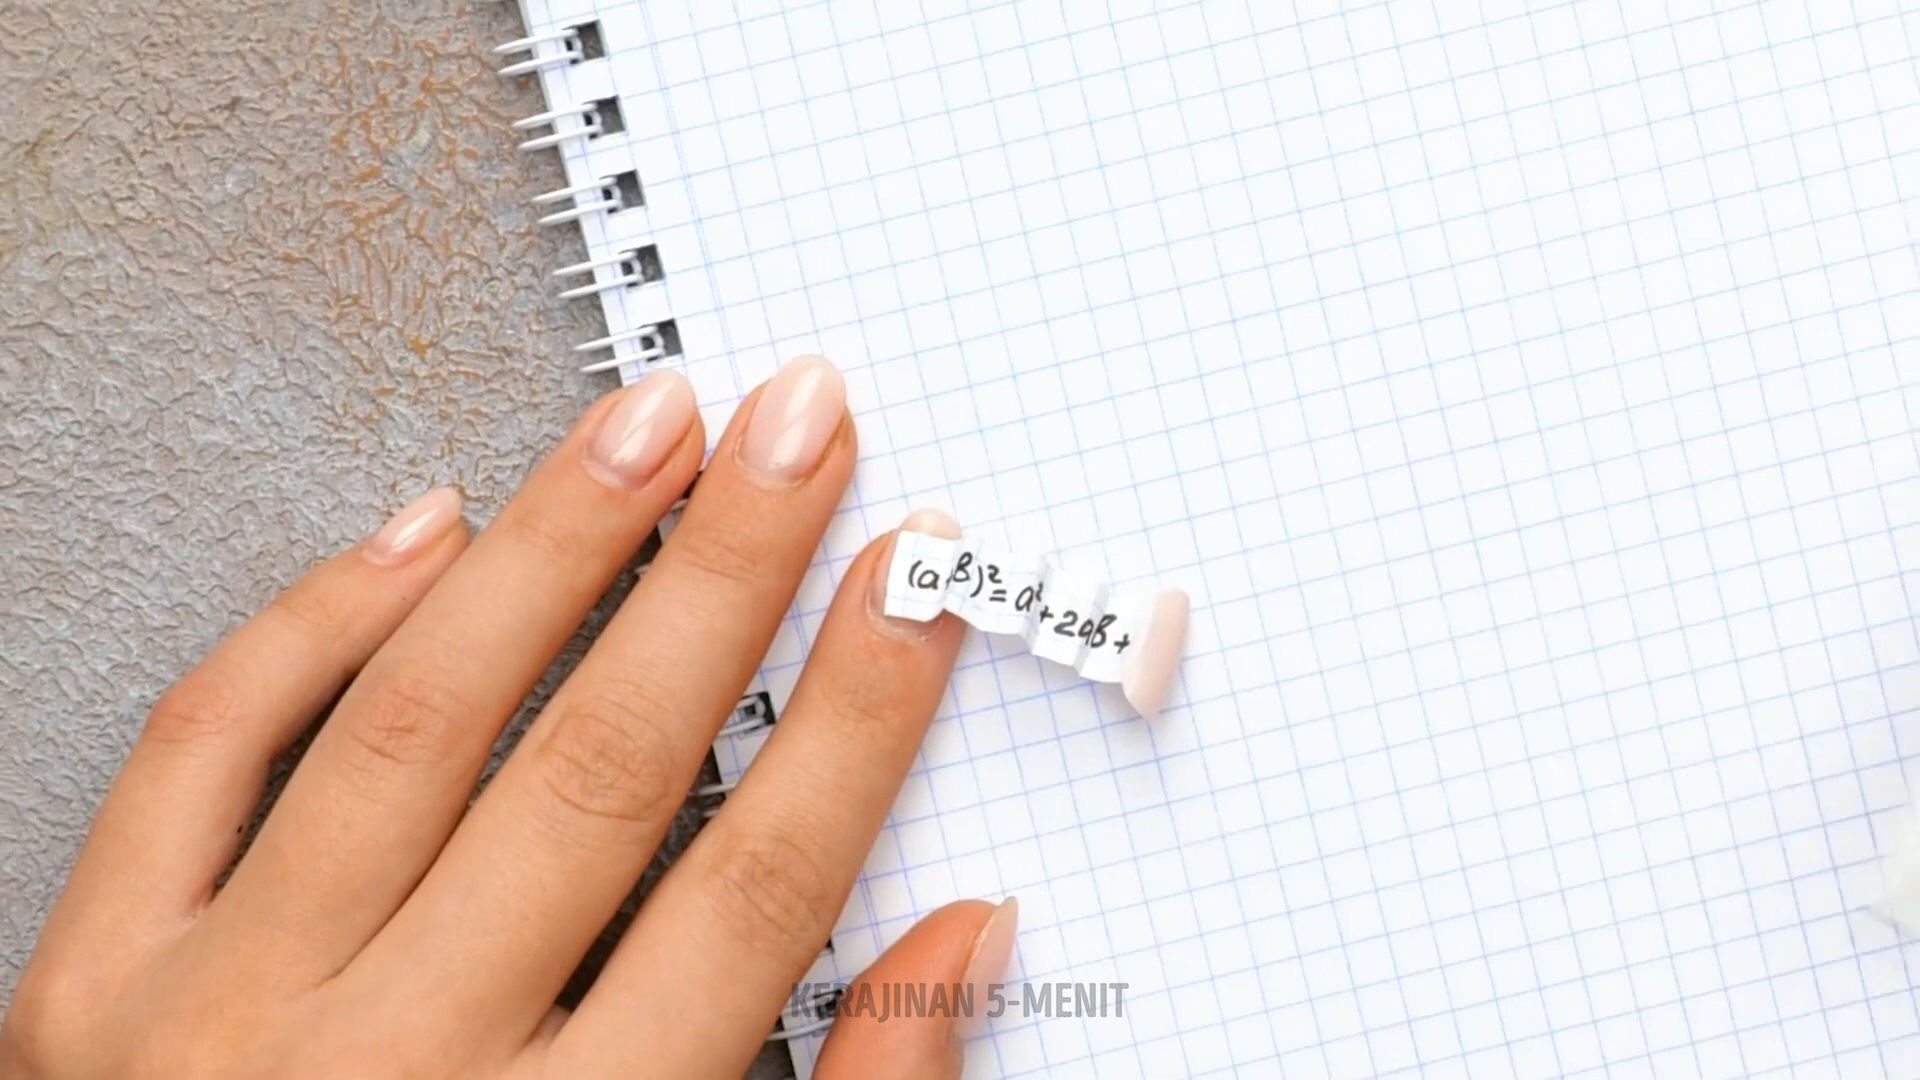 (a β)² = a² + 2aβ +
KERAJINAN 5-MENIT